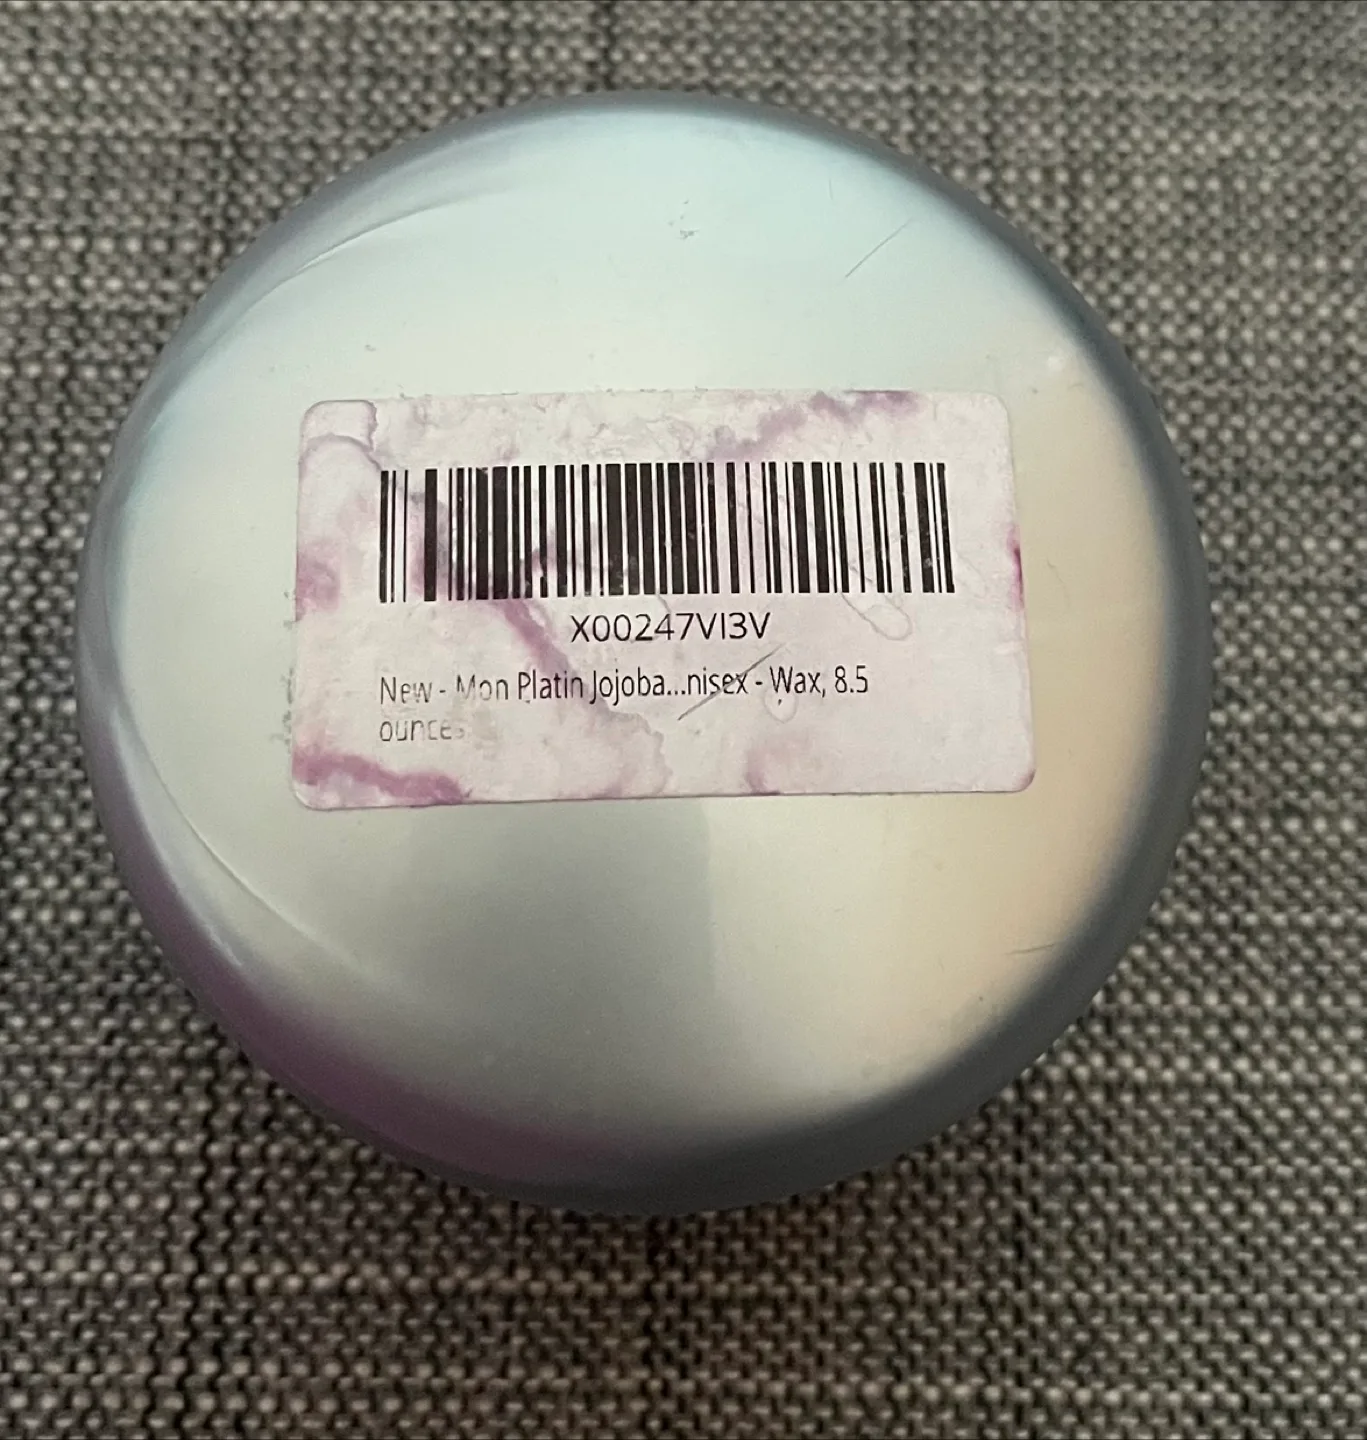 X00247VI3V
New - Mon Platin Jojoba...nisex - Wax, 8.5
ounces